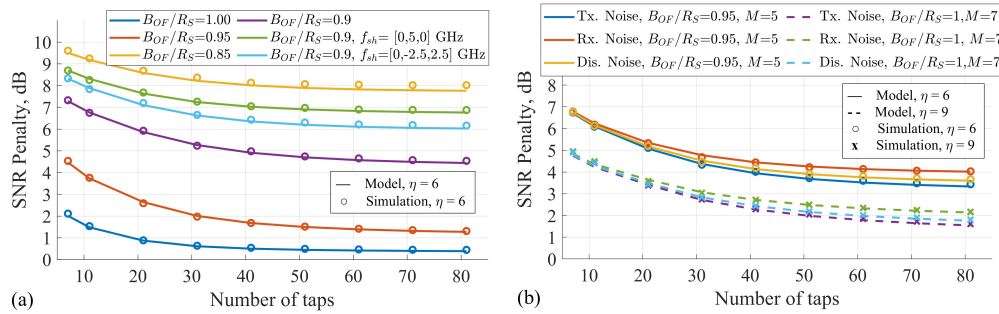 B_OF/R_S=1.00
B_OF/R_S=0.95
B_OF/R_S=0.85
B_OF/R_S=0.9
B_OF/R_S=0.9, f_sh= [0,5,0] GHz
B_OF/R_S=0.9, f_sh=[0,-2.5,2.5] GHz
SNR Penalty, dB
10
9
8
7
6
5
4
3
2
1
0
Model, η = 6
Simulation, η = 6
10 20 30 40 50 60 70 80
Number of taps
(a)
Tx. Noise, B_OF/R_S=0.95, M=5
Rx. Noise, B_OF/R_S=0.95, M=5
Dis. Noise, B_OF/R_S=0.95, M=5
Tx. Noise, B_OF/R_S=1,M=7
Rx. Noise, B_OF/R_S=1, M=7
Dis. Noise, B_OF/R_S=1,M=7
SNR Penalty, dB
8
7
6
5
4
3
2
1
0
Model, η = 6
Model, η = 9
Simulation, η = 6
Simulation, η = 9
10 20 30 40 50 60 70 80
Number of taps
(b)